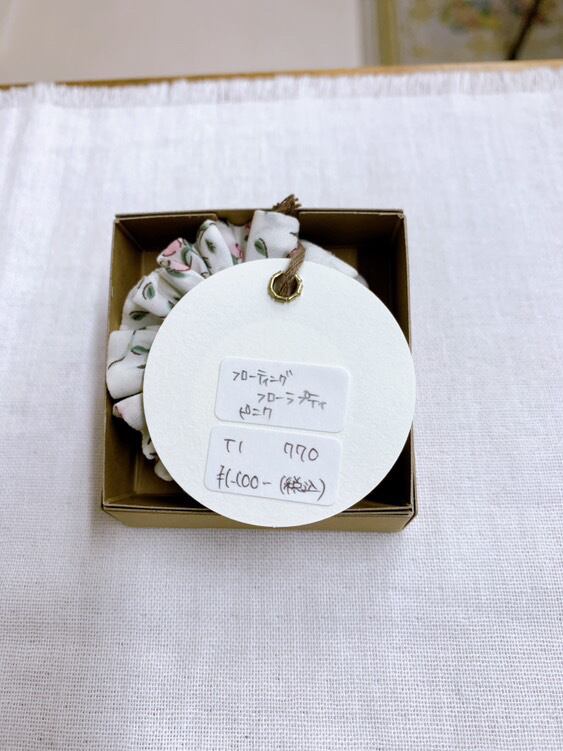 フローティング
フローラプティ
ピンク
T1 770
¥1,100- (税込)